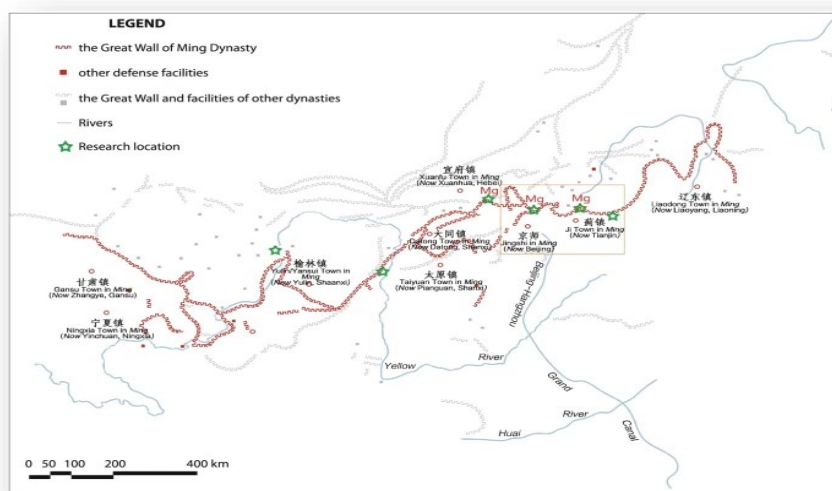 LEGEND
the Great Wall of Ming Dynasty
other defense facilities
the Great Wall and facilities of other dynasties
Rivers
Research location
宣府镇
Xuanfu Town in Ming
(Now Xuanhua, Hebei)
Mg
Mg
Mg
辽东镇
Liaodong Town in Ming
(Now Liaoyang, Liaoning)
蓟镇
Ji Town in Ming
(Now Tianjin)
京师
Jingshi in Ming
(Now Beijing)
大同镇
Datong Town in Ming
(Now Datong, Shanxi)
太原镇
Taiyuan Town in Ming
(Now Pianguan, Shanxi)
榆林镇
Yulin/Yansui Town in
Ming
(Now Yulin, Shaanxi)
甘肃镇
Gansu Town in Ming
(Now Zhangye, Gansu)
宁夏镇
Ningxia Town in Ming
(Now Yinchuan, Ningxia)
Beijing-Hangzhou
Grand
Canal
Yellow
River
Huai
River
0 50 100 200 400 km